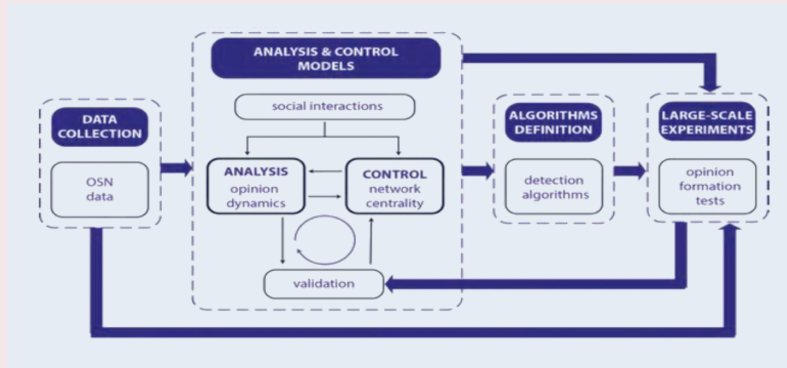 ANALYSIS & CONTROL
MODELS
social interactions
DATA
COLLECTION
ALGORITHMS
DEFINITION
LARGE-SCALE
EXPERIMENTS
OSN
data
ANALYSIS
opinion
dynamics
CONTROL
network
centrality
detection
algorithms
opinion
formation
tests
validation